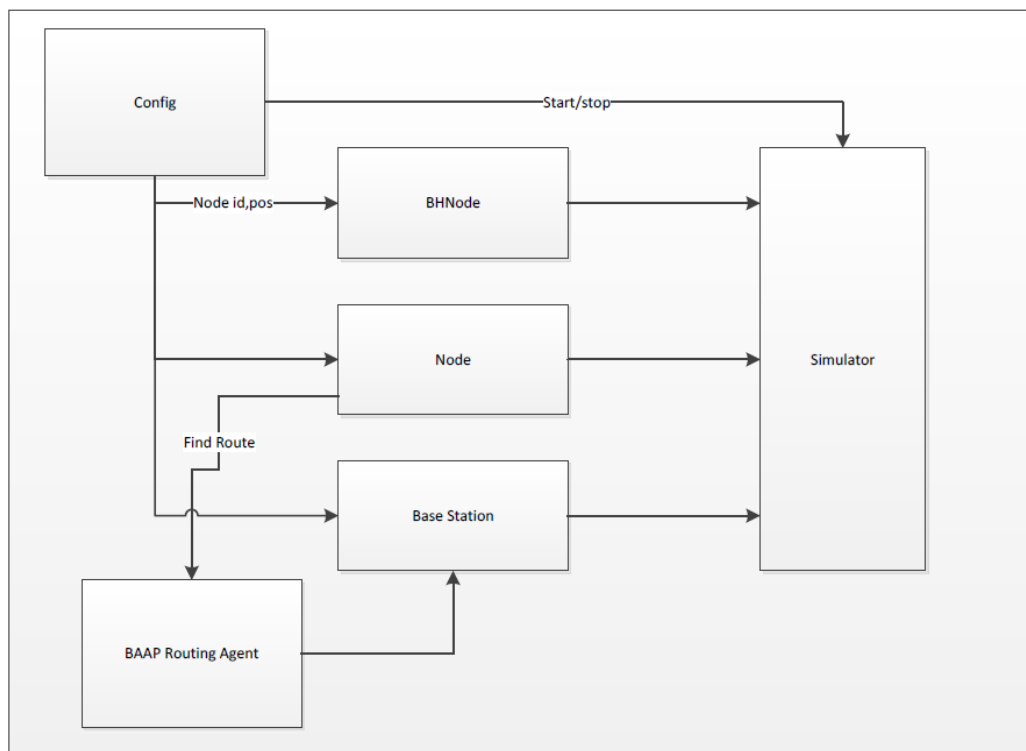 Config
Start/stop
Node id,pos
BHNode
Node
Simulator
Find Route
Base Station
BAAP Routing Agent